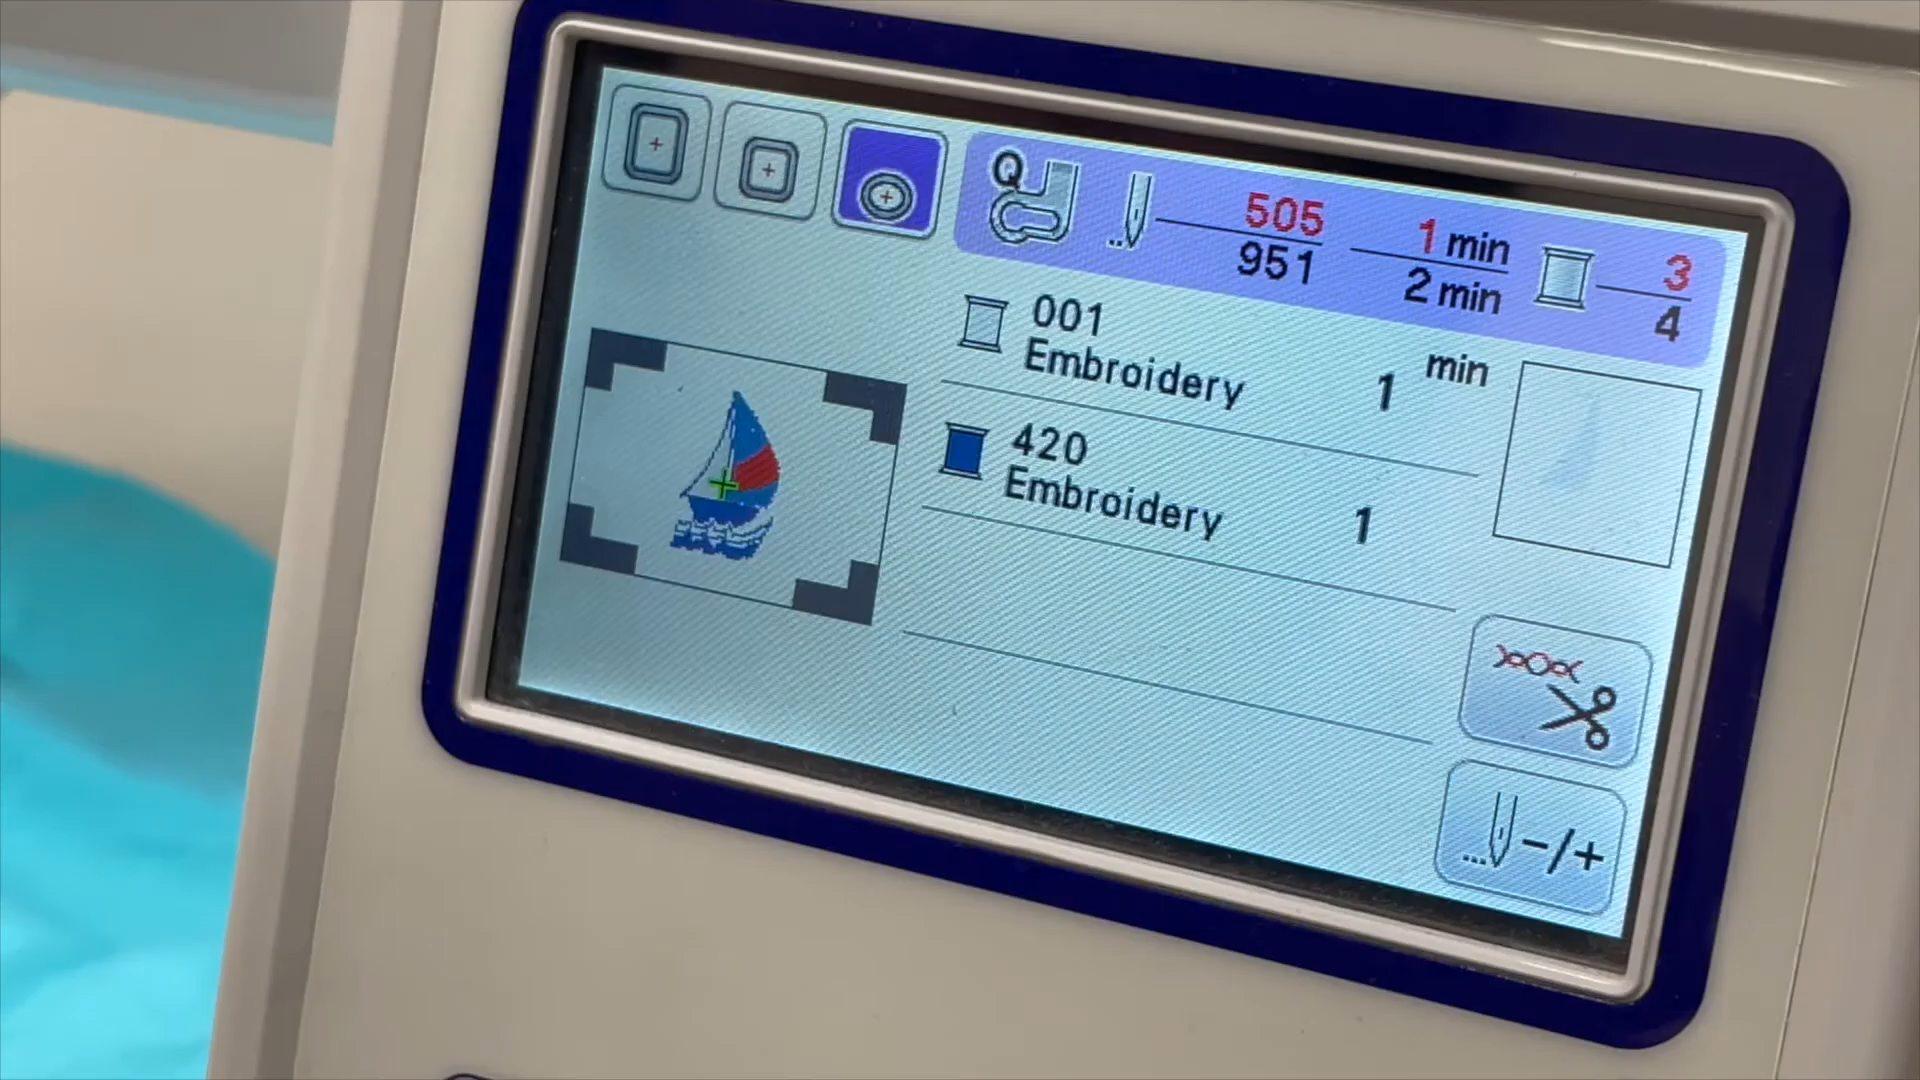 Q
505
951
1 min
2 min
3
4
001
Embroidery 1 min
420
Embroidery 1
-/+